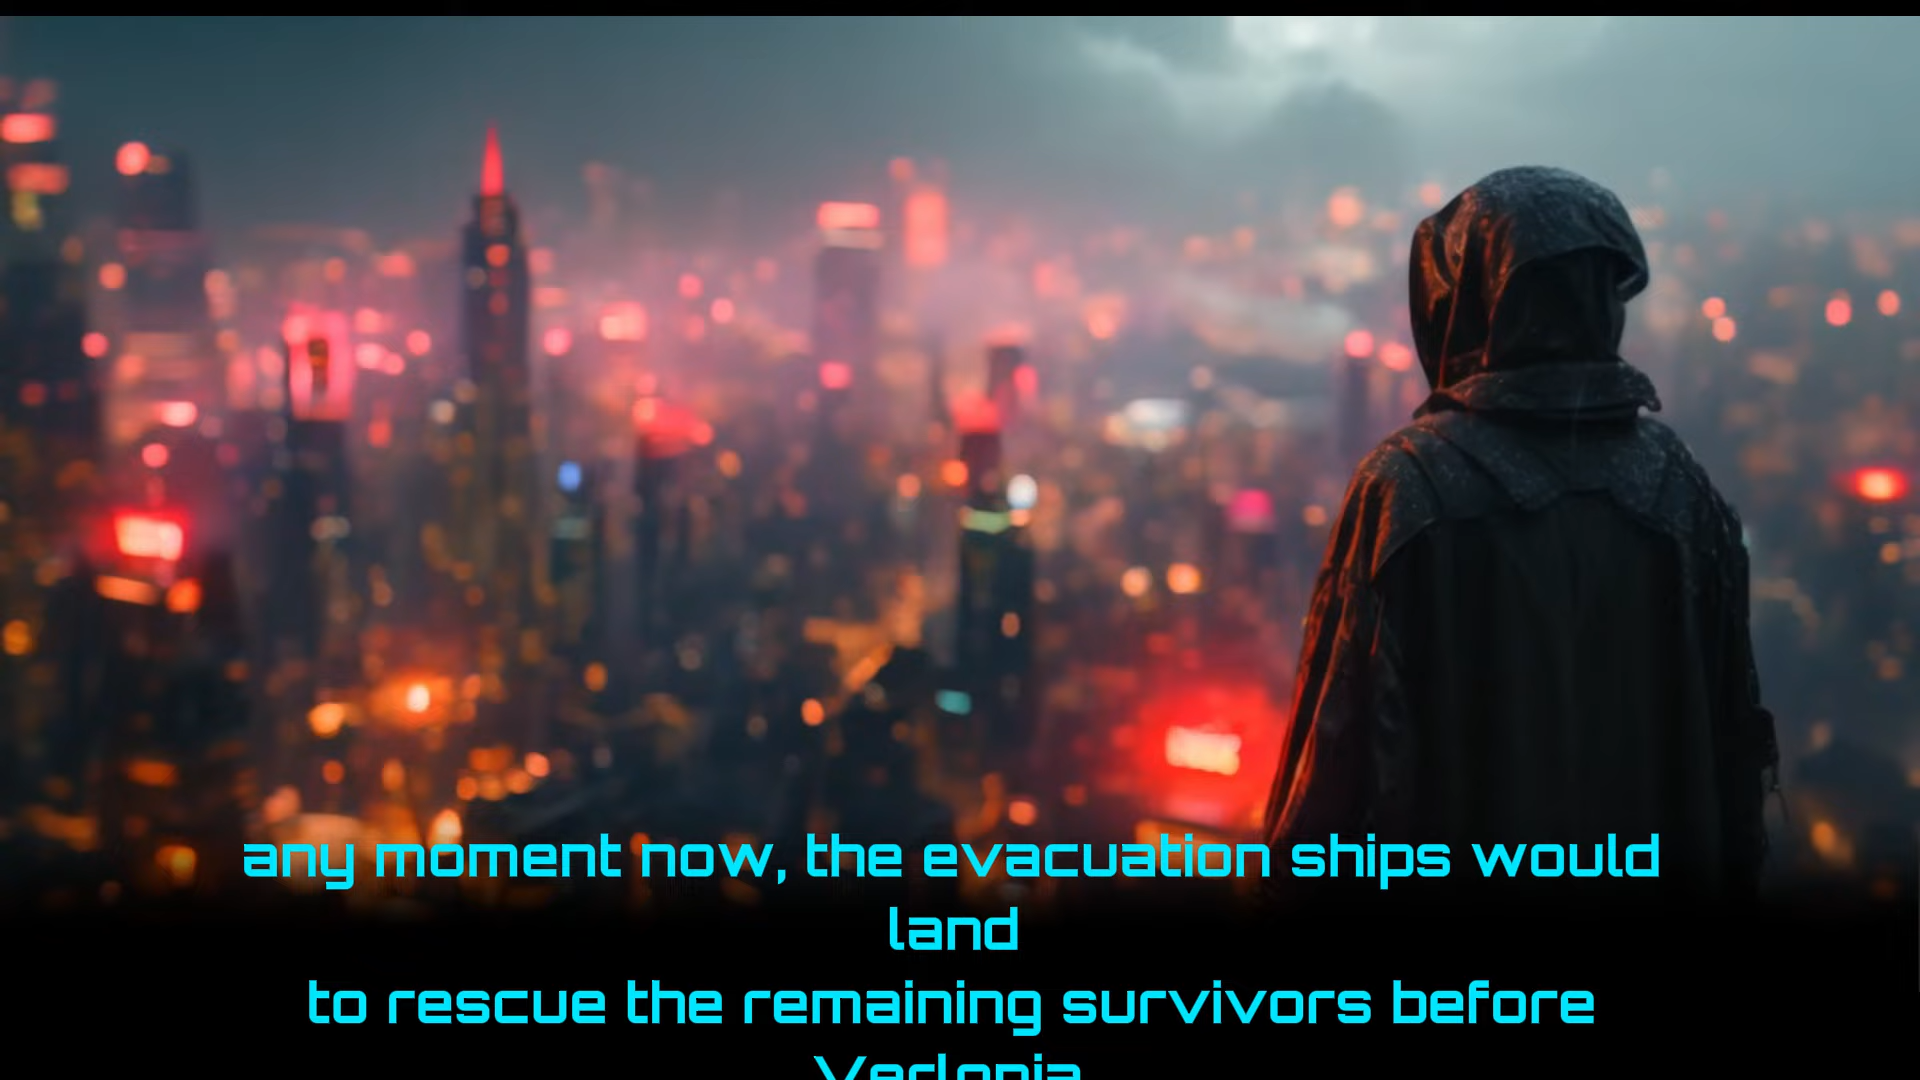 any moment now, the evacuation ships would
land
to rescue the remaining survivors before